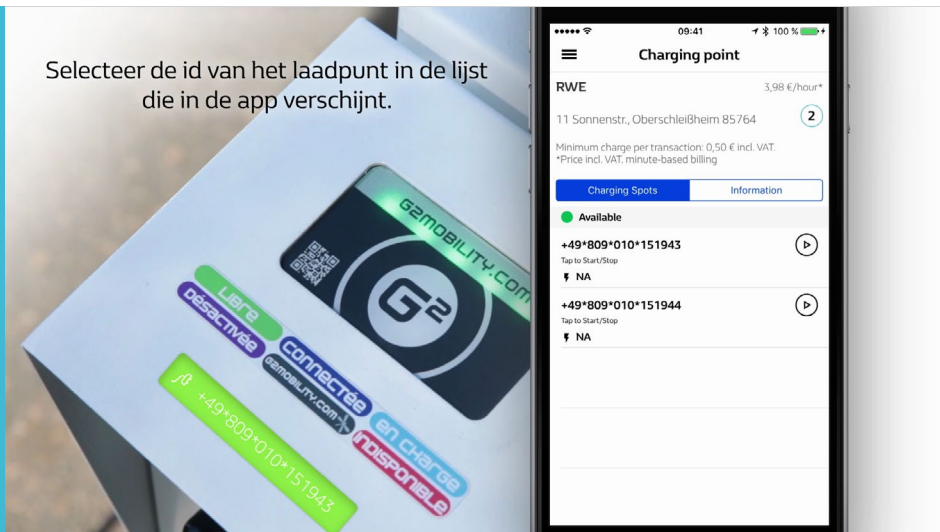 Selecteer de id van het laadpunt in de lijst
die in de app verschijnt.
G2MOBILITY.COM
G2
LIBRE
DÉSACTIVÉE
CONNECTÉE
G2MOBILITY.COM
EN CHARGE
INDISPONIBLE
+49*809*010*151943
09:41
100 %
Charging point
RWE
3,98 €/hour*
11 Sonnenstr., Oberschleißheim 85764
2
Minimum charge per transaction: 0,50 € incl. VAT.
*Price incl. VAT. minute-based billing
Charging Spots
Information
Available
+49*809*010*151943
Tap to Start/Stop
NA
+49*809*010*151944
Tap to Start/Stop
NA